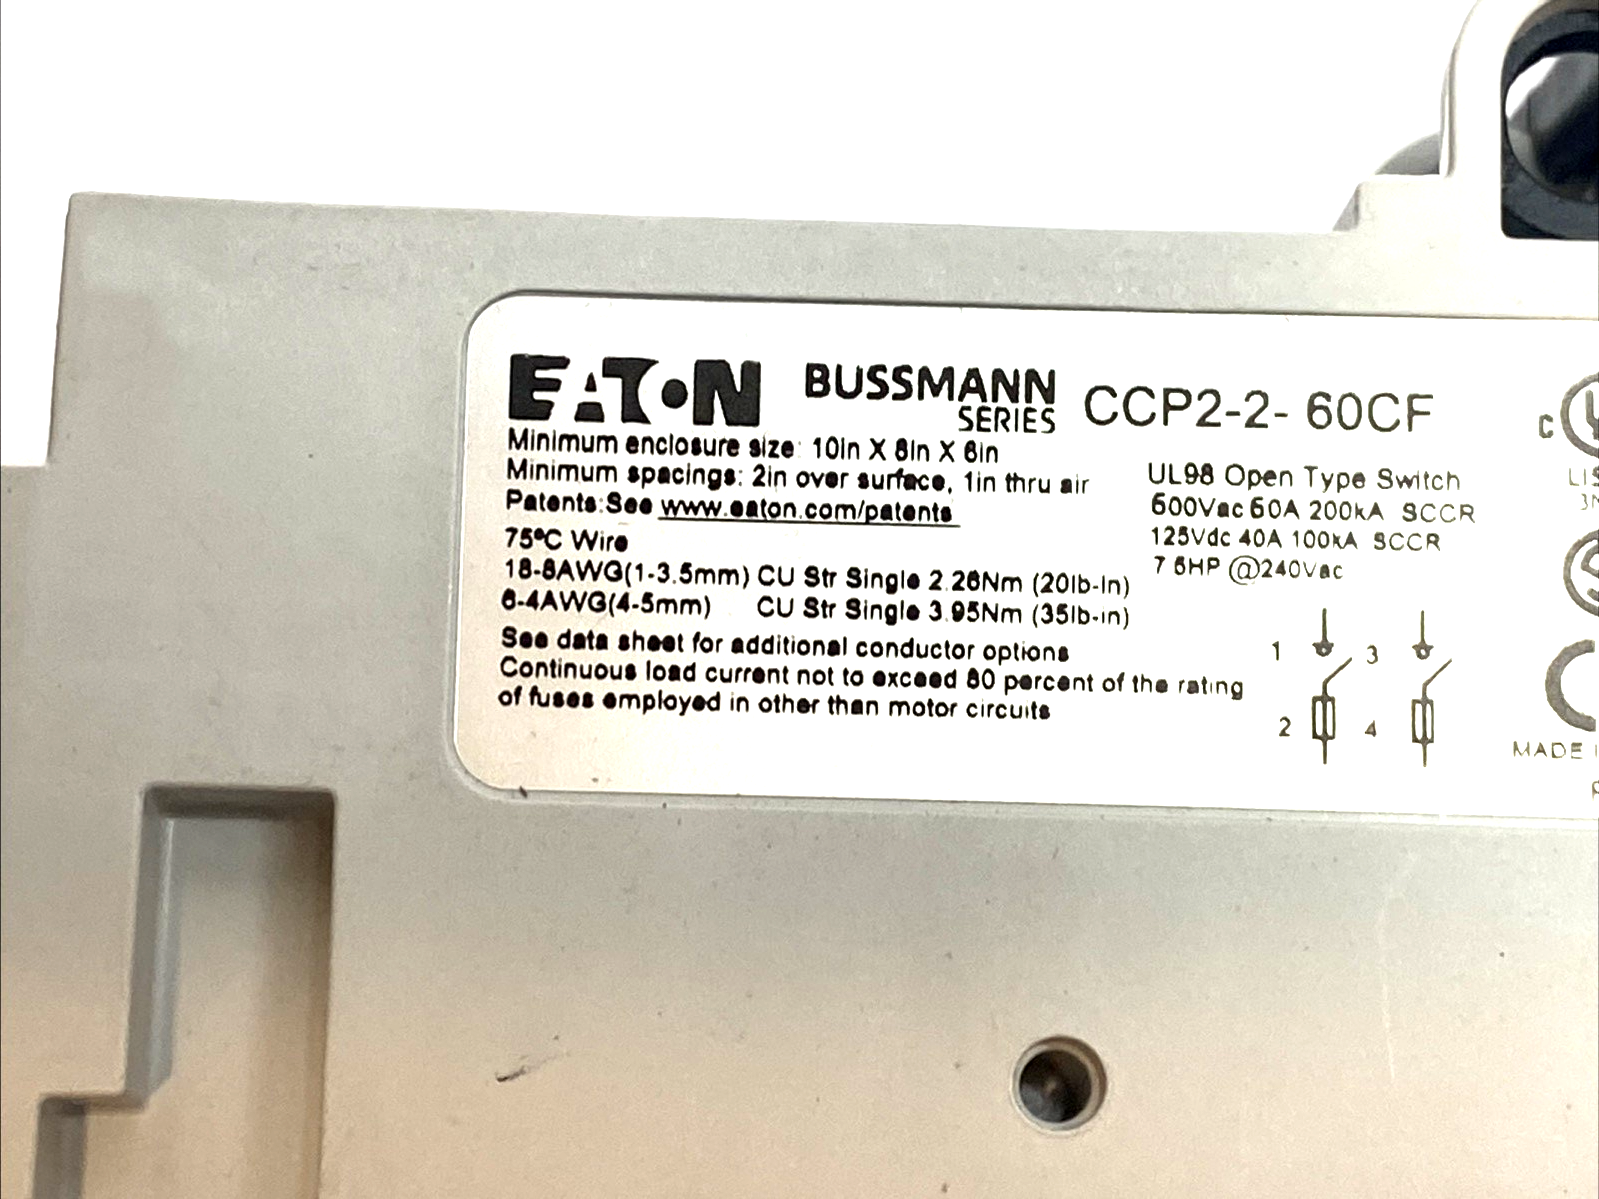 EATON BUSSMANN SERIES CCP2-2-60CF
Minimum enclosure size: 10in X 8in X 6in
Minimum spacings: 2in over surface, 1in thru air
Patents:See www.eaton.com/patents
75°C Wire
18-8AWG(1-3.5mm) CU Str Single 2.26Nm (20lb-in)
6-4AWG(4-5mm) CU Str Single 3.95Nm (35lb-in)
See data sheet for additional conductor options
Continuous load current not to exceed 80 percent of the rating
of fuses employed in other than motor circuits
UL98 Open Type Switch
600Vac 60A 200kA SCCR
125Vdc 40A 100kA SCCR
7.5HP @240Vac
1 3
2 4
C
MADE